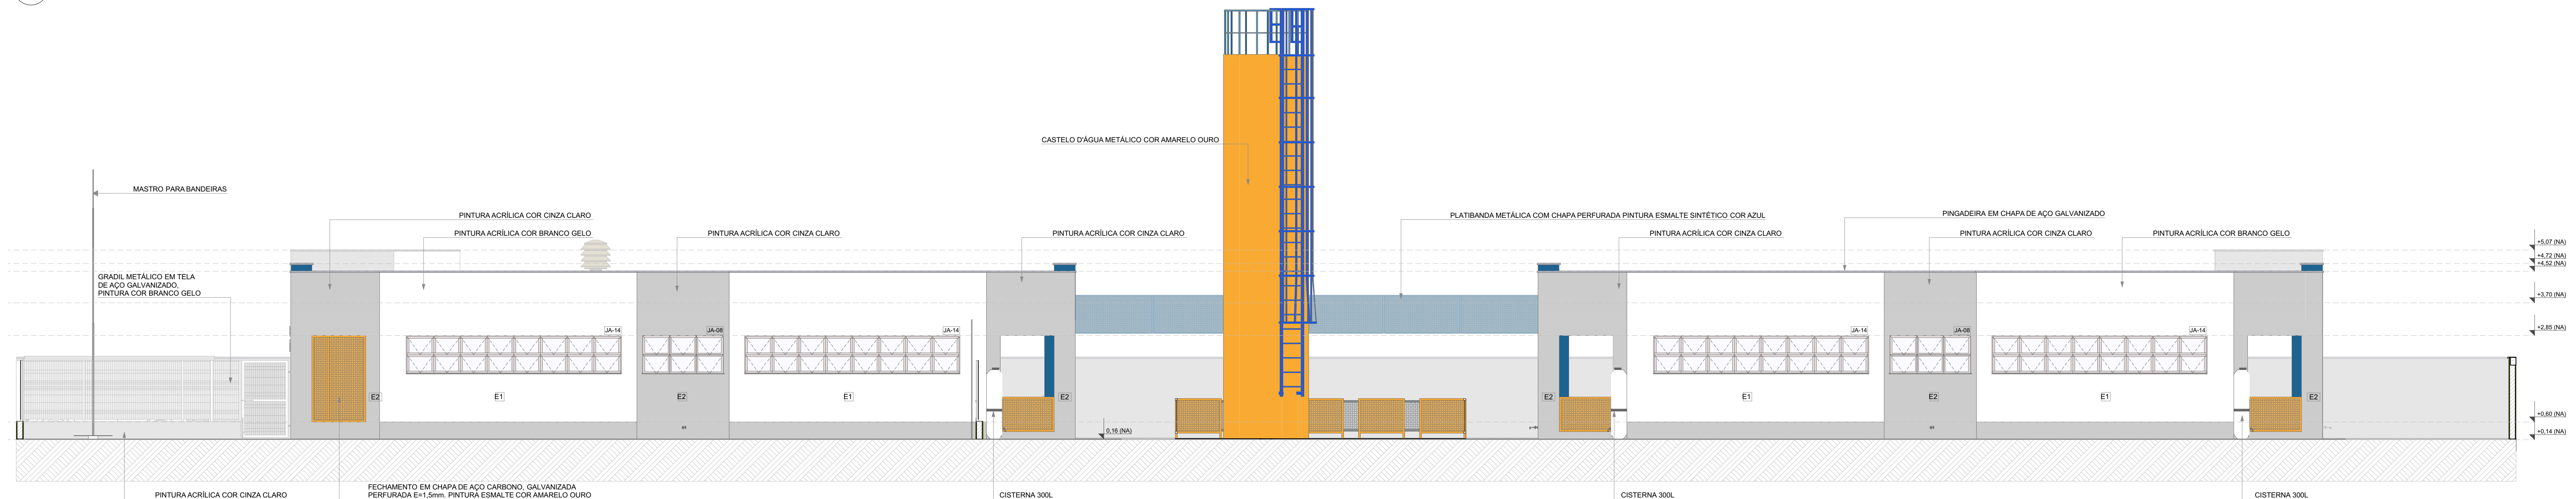 CASTELO D'ÁGUA METÁLICO COR AMARELO OURO
MASTRO PARA BANDEIRAS
PINTURA ACRÍLICA COR CINZA CLARO
PLATIBANDA METÁLICA COM CHAPA PERFURADA PINTURA ESMALTE SINTÉTICO COR AZUL
PINGADEIRA EM CHAPA DE AÇO GALVANIZADO
PINTURA ACRÍLICA COR BRANCO GELO
PINTURA ACRÍLICA COR CINZA CLARO
PINTURA ACRÍLICA COR CINZA CLARO
PINTURA ACRÍLICA COR CINZA CLARO
PINTURA ACRÍLICA COR CINZA CLARO
PINTURA ACRÍLICA COR BRANCO GELO
+5,07 (NA)
+4,72 (NA)
+4,52 (NA)
GRADIL METÁLICO EM TELA
DE AÇO GALVANIZADO,
PINTURA COR BRANCO GELO
+3,70 (NA)
JA-14
JA-08
JA-14
JA-14
JA-08
JA-14
+2,85 (NA)
E2
E1
E2
E1
E2
E2
E1
E2
E1
E2
+0,60 (NA)
0,16 (NA)
+0,14 (NA)
PINTURA ACRÍLICA COR CINZA CLARO
FECHAMENTO EM CHAPA DE AÇO CARBONO, GALVANIZADA
PERFURADA E=1,5mm. PINTURA ESMALTE COR AMARELO OURO
CISTERNA 300L
CISTERNA 300L
CISTERNA 300L